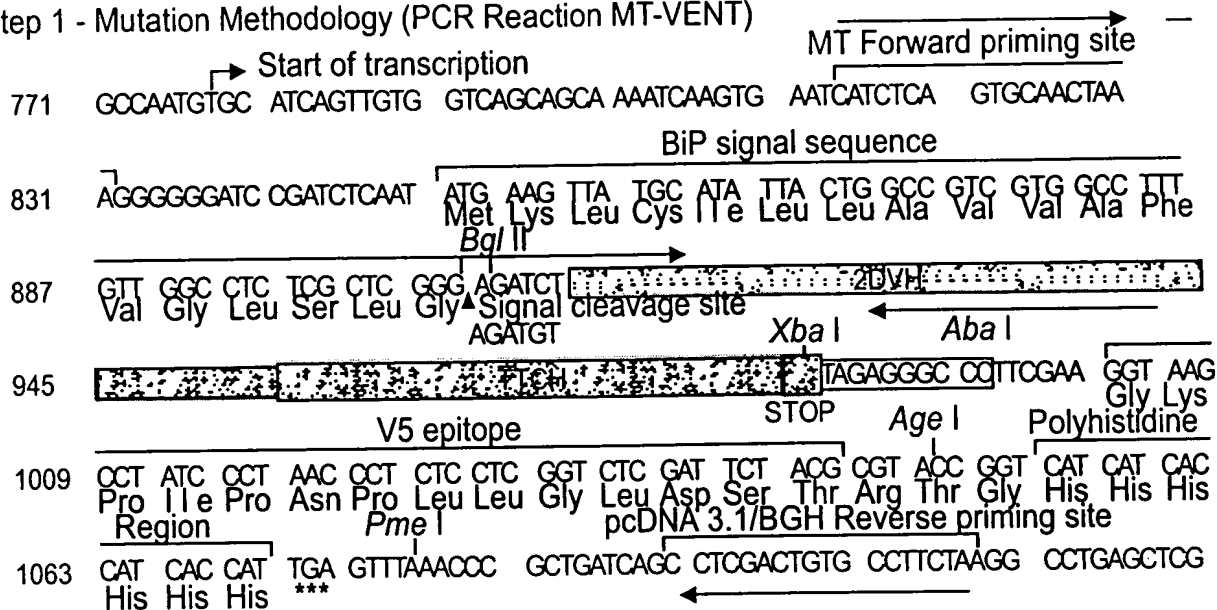 tep 1 - Mutation Methodology (PCR Reaction MT-VENT)
MT Forward priming site
Start of transcription
771 GCCAATGTGC ATCAGTTGTG GTCAGCAGCA AAATCAAGTG AATCATCTCA GTGCAACTAA
BiP signal sequence
831 AGGGGGGATC CGATCTCAAT ATG AAG TTA TGC ATA TTA CTG GCC GTC GTG GCC TTT
Met Lys Leu Cys Ile Leu Leu Ala Val Val Ala Phe
Bgl II
887 GTT GGC CTC TCG CTC GGG AGATCT 2DVH
Val Gly Leu Ser Leu Gly Signal cleavage site
AGATGT
Xba I Aba I
945 TAGAGGGC CC TTCGAA GGT AAG
STOP Gly Lys
V5 epitope Age I Polyhistidine
1009 CCT ATC CCT AAC CCT CTC CTC GGT CTC GAT TCT ACG CGT ACC GGT CAT CAT CAC
Pro Ile Pro Asn Pro Leu Leu Gly Leu Asp Ser Thr Arg Thr Gly His His His
Region Pme I pcDNA 3.1/BGH Reverse priming site
1063 CAT CAC CAT TGA GTTTAAACCC GCTGATCAGC CTCGACTGTG CCTTCTAAGG CCTGAGCTCG
His His His ***